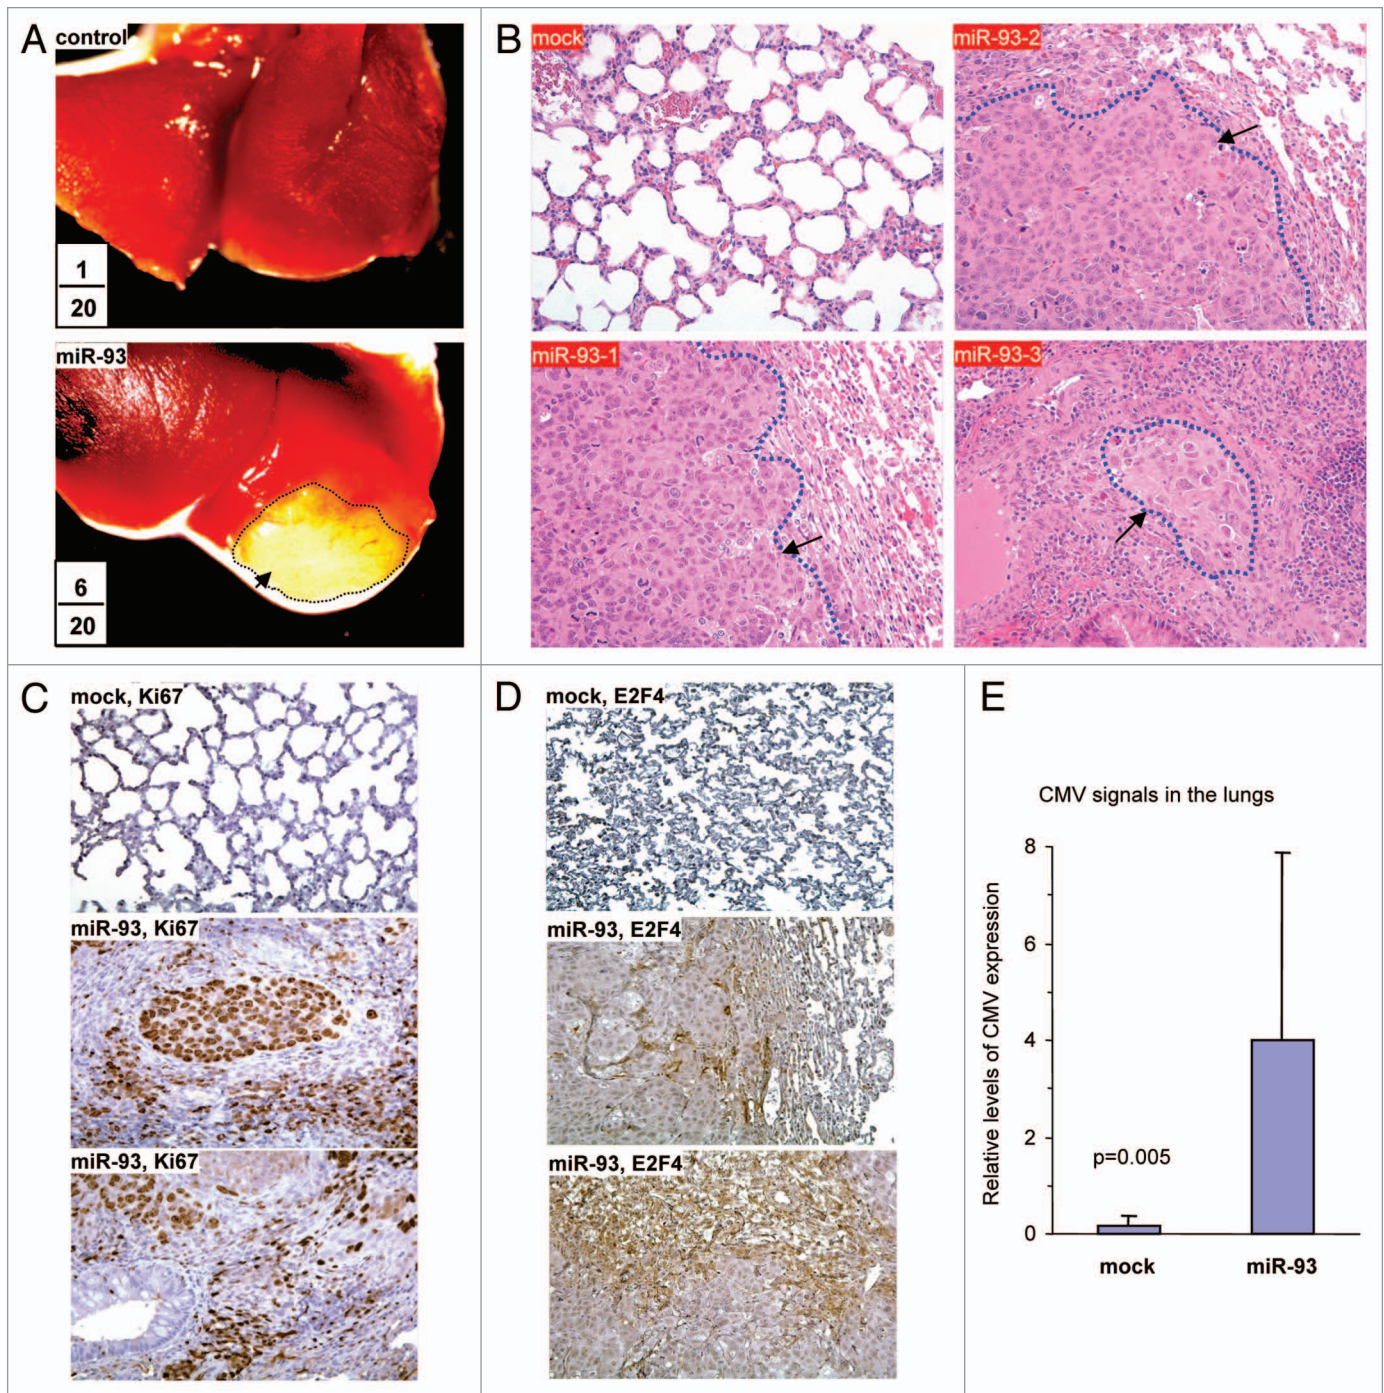 A
control
1
20
miR-93
6
20
B
mock
miR-93-2
miR-93-1
miR-93-3
C
mock, Ki67
miR-93, Ki67
miR-93, Ki67
D
mock, E2F4
miR-93, E2F4
miR-93, E2F4
E
CMV signals in the lungs
Relative levels of CMV expression
8
6
4
2
0
p=0.005
mock
miR-93